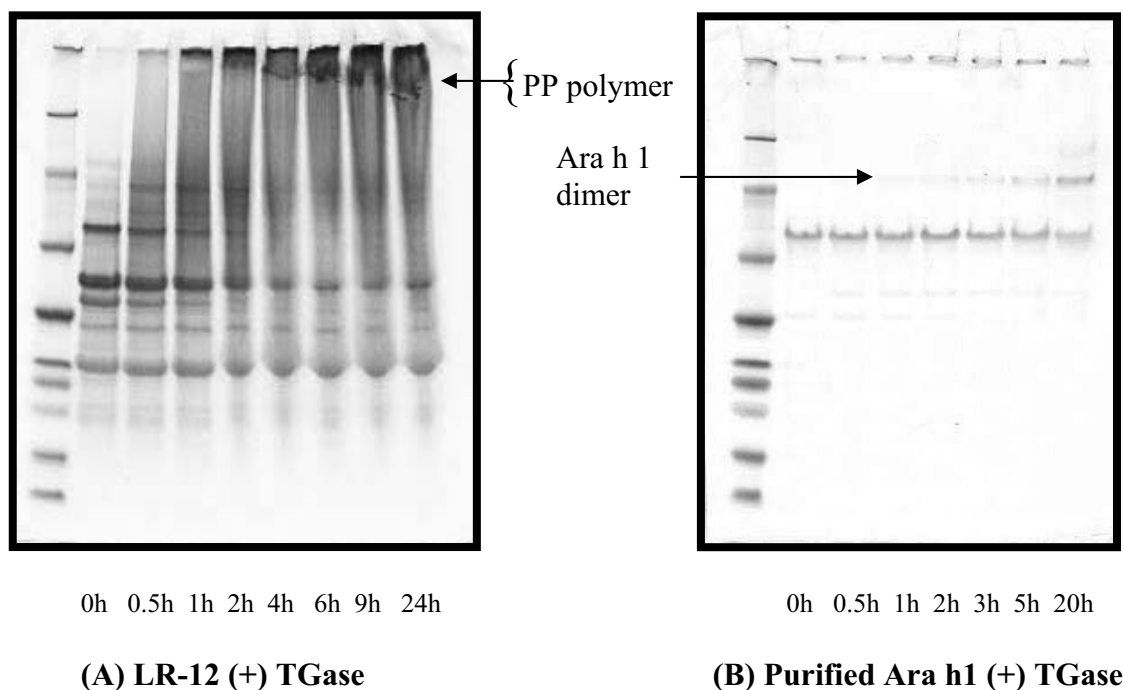 PP polymer
Ara h 1
dimer
0h 0.5h 1h 2h 4h 6h 9h 24h
0h 0.5h 1h 2h 3h 5h 20h
(A) LR-12 (+) TGase
(B) Purified Ara h1 (+) TGase